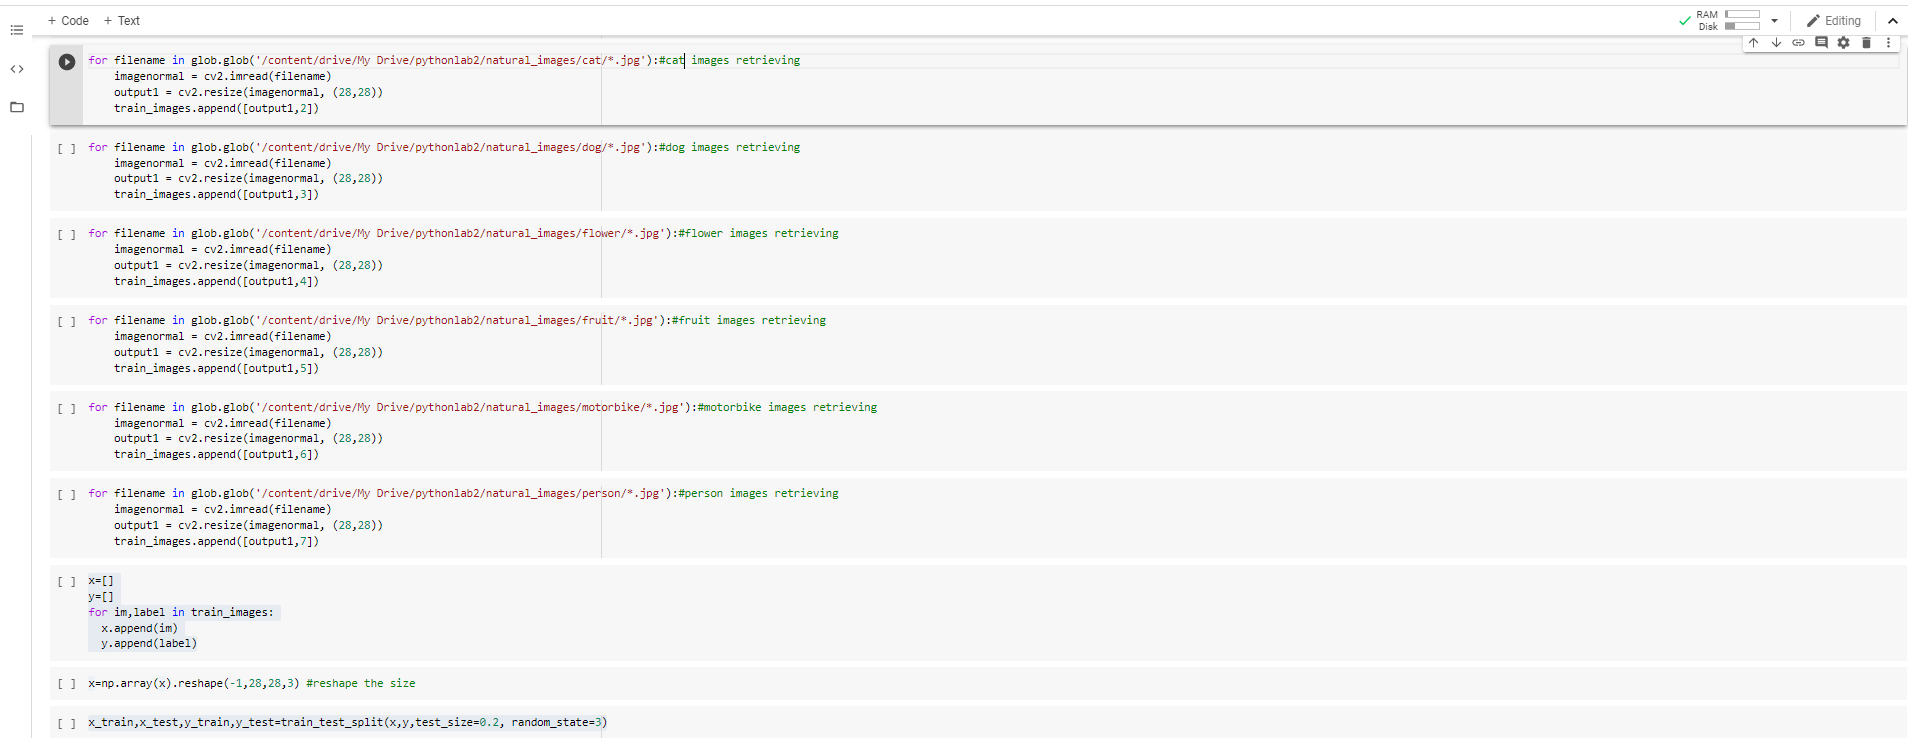 + Code + Text
RAM
Disk
Editing
for filename in glob.glob('/content/drive/My Drive/pythonlab2/natural_images/cat/*.jpg'):#cat images retrieving
imagenormal = cv2.imread(filename)
output1 = cv2.resize(imagenormal, (28,28))
train_images.append([output1,2])
[ ] for filename in glob.glob('/content/drive/My Drive/pythonlab2/natural_images/dog/*.jpg'):#dog images retrieving
imagenormal = cv2.imread(filename)
output1 = cv2.resize(imagenormal, (28,28))
train_images.append([output1,3])
[ ] for filename in glob.glob('/content/drive/My Drive/pythonlab2/natural_images/flower/*.jpg'):#flower images retrieving
imagenormal = cv2.imread(filename)
output1 = cv2.resize(imagenormal, (28,28))
train_images.append([output1,4])
[ ] for filename in glob.glob('/content/drive/My Drive/pythonlab2/natural_images/fruit/*.jpg'):#fruit images retrieving
imagenormal = cv2.imread(filename)
output1 = cv2.resize(imagenormal, (28,28))
train_images.append([output1,5])
[ ] for filename in glob.glob('/content/drive/My Drive/pythonlab2/natural_images/motorbike/*.jpg'):#motorbike images retrieving
imagenormal = cv2.imread(filename)
output1 = cv2.resize(imagenormal, (28,28))
train_images.append([output1,6])
[ ] for filename in glob.glob('/content/drive/My Drive/pythonlab2/natural_images/person/*.jpg'):#person images retrieving
imagenormal = cv2.imread(filename)
output1 = cv2.resize(imagenormal, (28,28))
train_images.append([output1,7])
[ ] x=[]
y=[]
for im,label in train_images:
x.append(im)
y.append(label)
[ ] x=np.array(x).reshape(-1,28,28,3) #reshape the size
[ ] x_train,x_test,y_train,y_test=train_test_split(x,y,test_size=0.2, random_state=3)